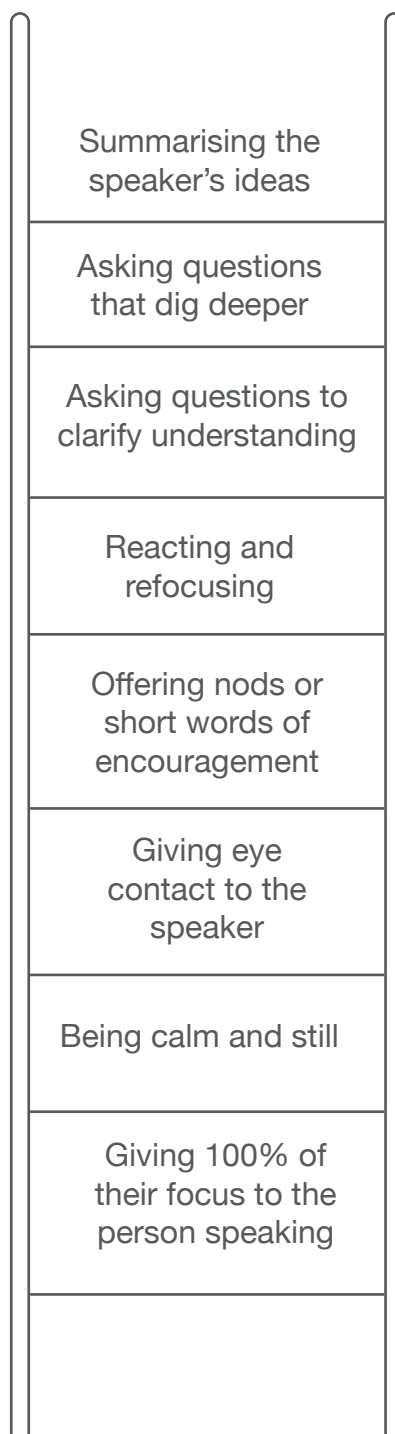 Summarising the
speaker’s ideas
Asking questions
that dig deeper
Asking questions to
clarify understanding
Reacting and
refocusing
Offering nods or
short words of
encouragement
Giving eye
contact to the
speaker
Being calm and still
Giving 100% of
their focus to the
person speaking